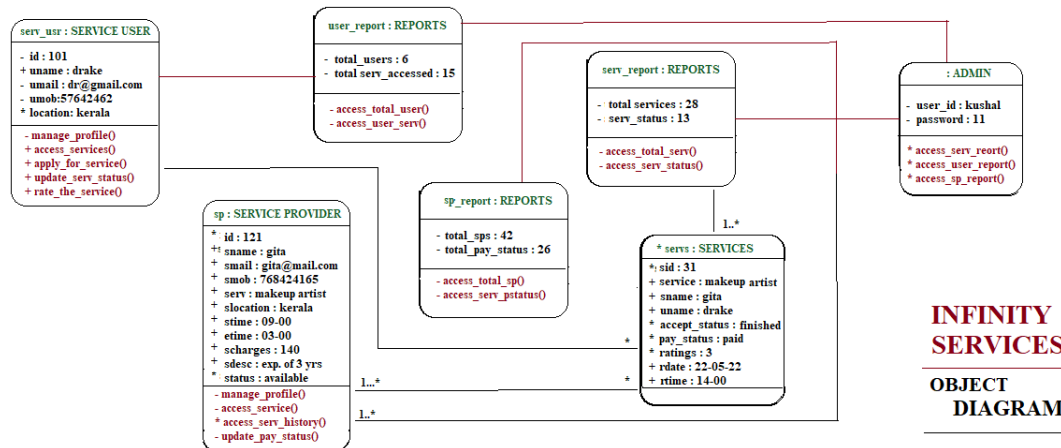 serv_usr : SERVICE USER
- id : 101
+ uname : drake
- umail : dr@gmail.com
- umob:57642462
* location: kerala
- manage_profile()
+ access_services()
+ apply_for_service()
+ update_serv_status()
+ rate_the_service()
user_report : REPORTS
- total_users : 6
- total serv_accessed : 15
- access_total_user()
- access_user_serv()
serv_report : REPORTS
- total services : 28
- serv_status : 13
- access_total_serv()
- access_serv_status()
: ADMIN
- user_id : kushal
- password : 11
* access_serv_reort()
* access_user_report()
* access_sp_report()
sp : SERVICE PROVIDER
* id : 121
+ sname : gita
+ smail : gita@mail.com
+ smob : 768424165
+ serv : makeup artist
+ slocation : kerala
+ stime : 09-00
+ etime : 03-00
+ scharges : 140
+ sdesc : exp. of 3 yrs
* status : available
- manage_profile()
- access_service()
* access_serv_history()
- update_pay_status()
sp_report : REPORTS
- total_sps : 42
- total_pay_status : 26
- access_total_sp()
- access_serv_pstatus()
1..*
* servs : SERVICES
* sid : 31
+ service : makeup artist
+ sname : gita
+ uname : drake
* accept_status : finished
* pay_status : paid
* ratings : 3
+ rdate : 22-05-22
+ rtime : 14-00
*
1...*
*
1..*
INFINITY
SERVICES
OBJECT
DIAGRAM